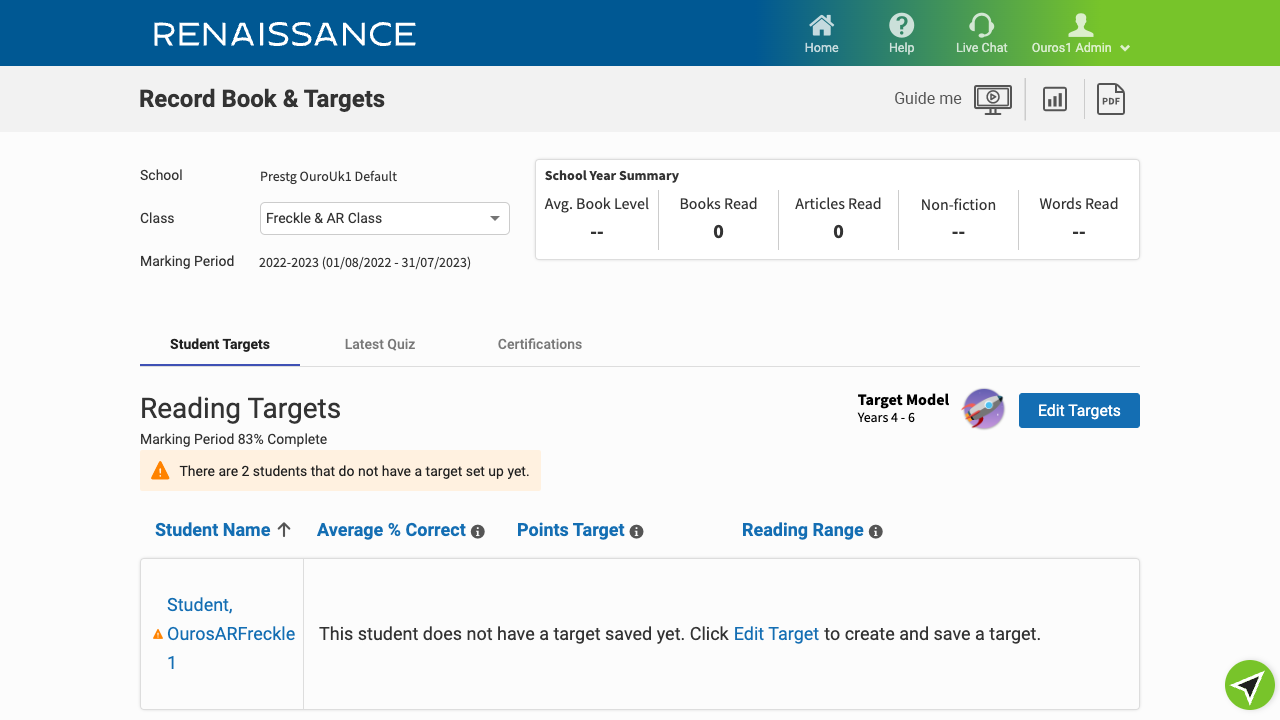 RENAISSANCE
Home
Help
Live Chat
Ouros1 Admin
Record Book & Targets
Guide me
PDF
School
Prestg OuroUk1 Default
Class
Freckle & AR Class
Marking Period
2022-2023 (01/08/2022 - 31/07/2023)
School Year Summary
Avg. Book Level
Books Read
Articles Read
Non-fiction
Words Read
--
0
0
--
--
Student Targets
Latest Quiz
Certifications
Reading Targets
Marking Period 83% Complete
Target Model
Years 4 - 6
Edit Targets
There are 2 students that do not have a target set up yet.
Student Name
Average % Correct
Points Target
Reading Range
Student,
OurosARFreckle
1
This student does not have a target saved yet. Click Edit Target to create and save a target.